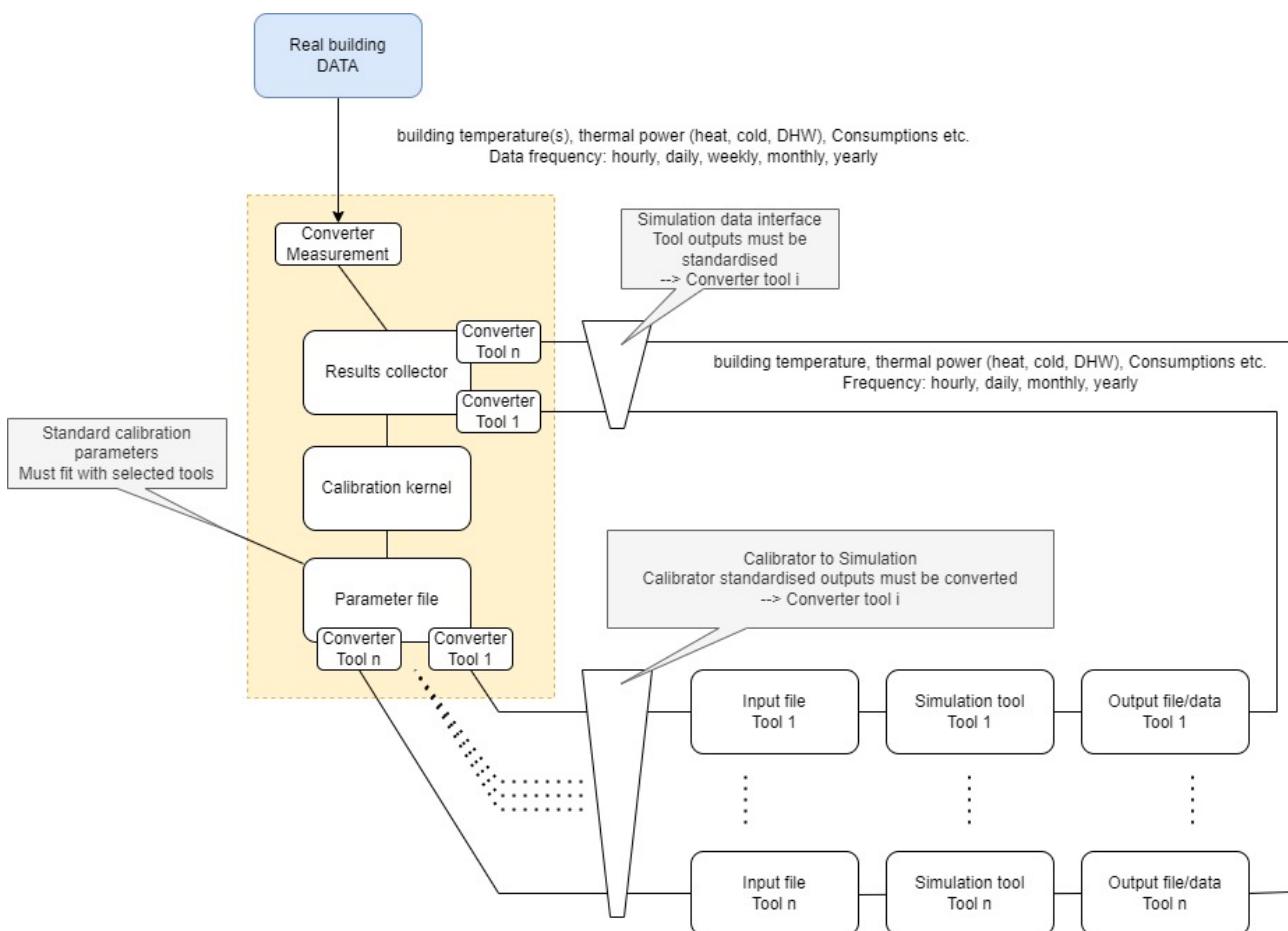 Real building
DATA
building temperature(s), thermal power (heat, cold, DHW), Consumptions etc.
Data frequency: hourly, daily, weekly, monthly, yearly
Converter
Measurement
Simulation data interface
Tool outputs must be
standardised
--> Converter tool i
Converter
Tool n
Results collector
building temperature, thermal power (heat, cold, DHW), Consumptions etc.
Frequency: hourly, daily, monthly, yearly
Converter
Tool 1
Standard calibration
parameters
Must fit with selected tools
Calibration kernel
Calibrator to Simulation
Calibrator standardised outputs must be converted
--> Converter tool i
Parameter file
Converter
Tool n
Converter
Tool 1
Input file
Tool 1
Simulation tool
Tool 1
Output file/data
Tool 1
Input file
Tool n
Simulation tool
Tool n
Output file/data
Tool n